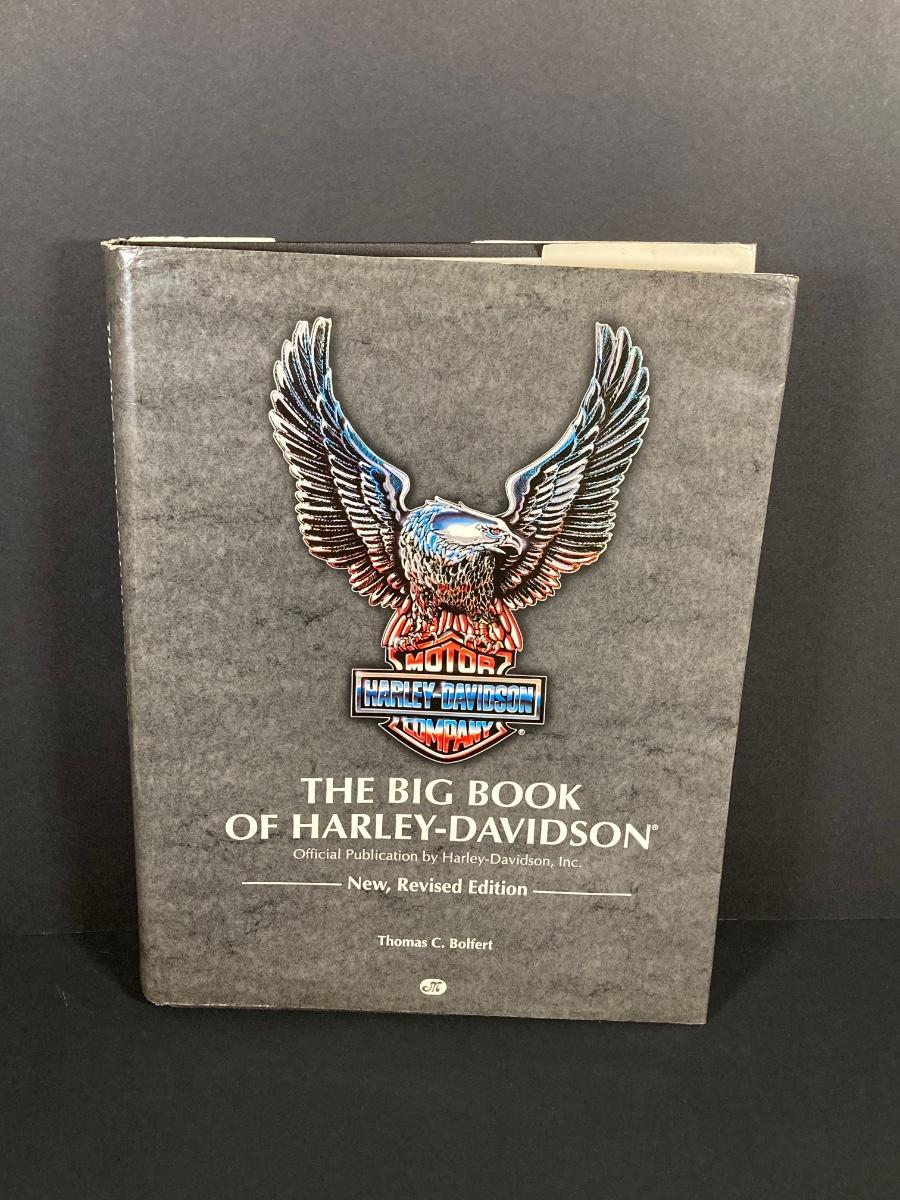 MOTOR
HARLEY-DAVIDSON
COMPANY
®
THE BIG BOOK
OF HARLEY-DAVIDSON®
Official Publication by Harley-Davidson, Inc.
New, Revised Edition
Thomas C. Bolfert
M